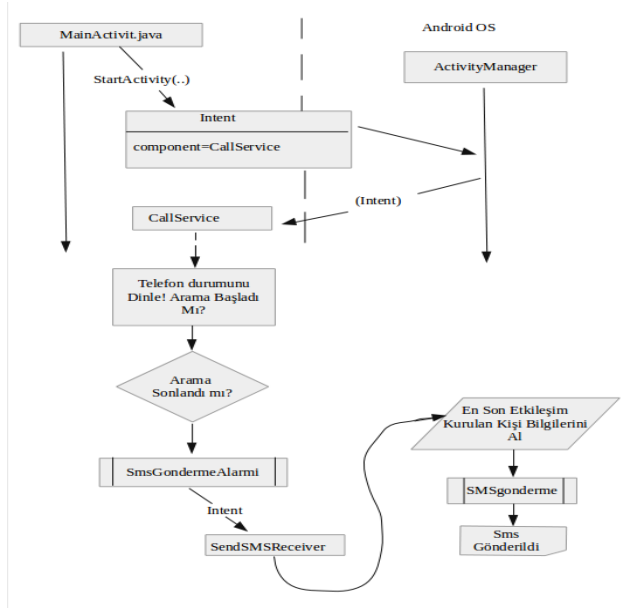 MainActivit.java
Android OS
StartActivity(..)
ActivityManager
Intent
component=CallService
(Intent)
CallService
Telefon durumunu
Dinle! Arama Başladı
Mı?
Arama
Sonlandı mı?
SmsGondermeAlarmi
Intent
SendSMSReceiver
En Son Etkileşim
Kurulan Kişi Bilgilerini
Al
SMSgonderme
Sms
Gönderildi